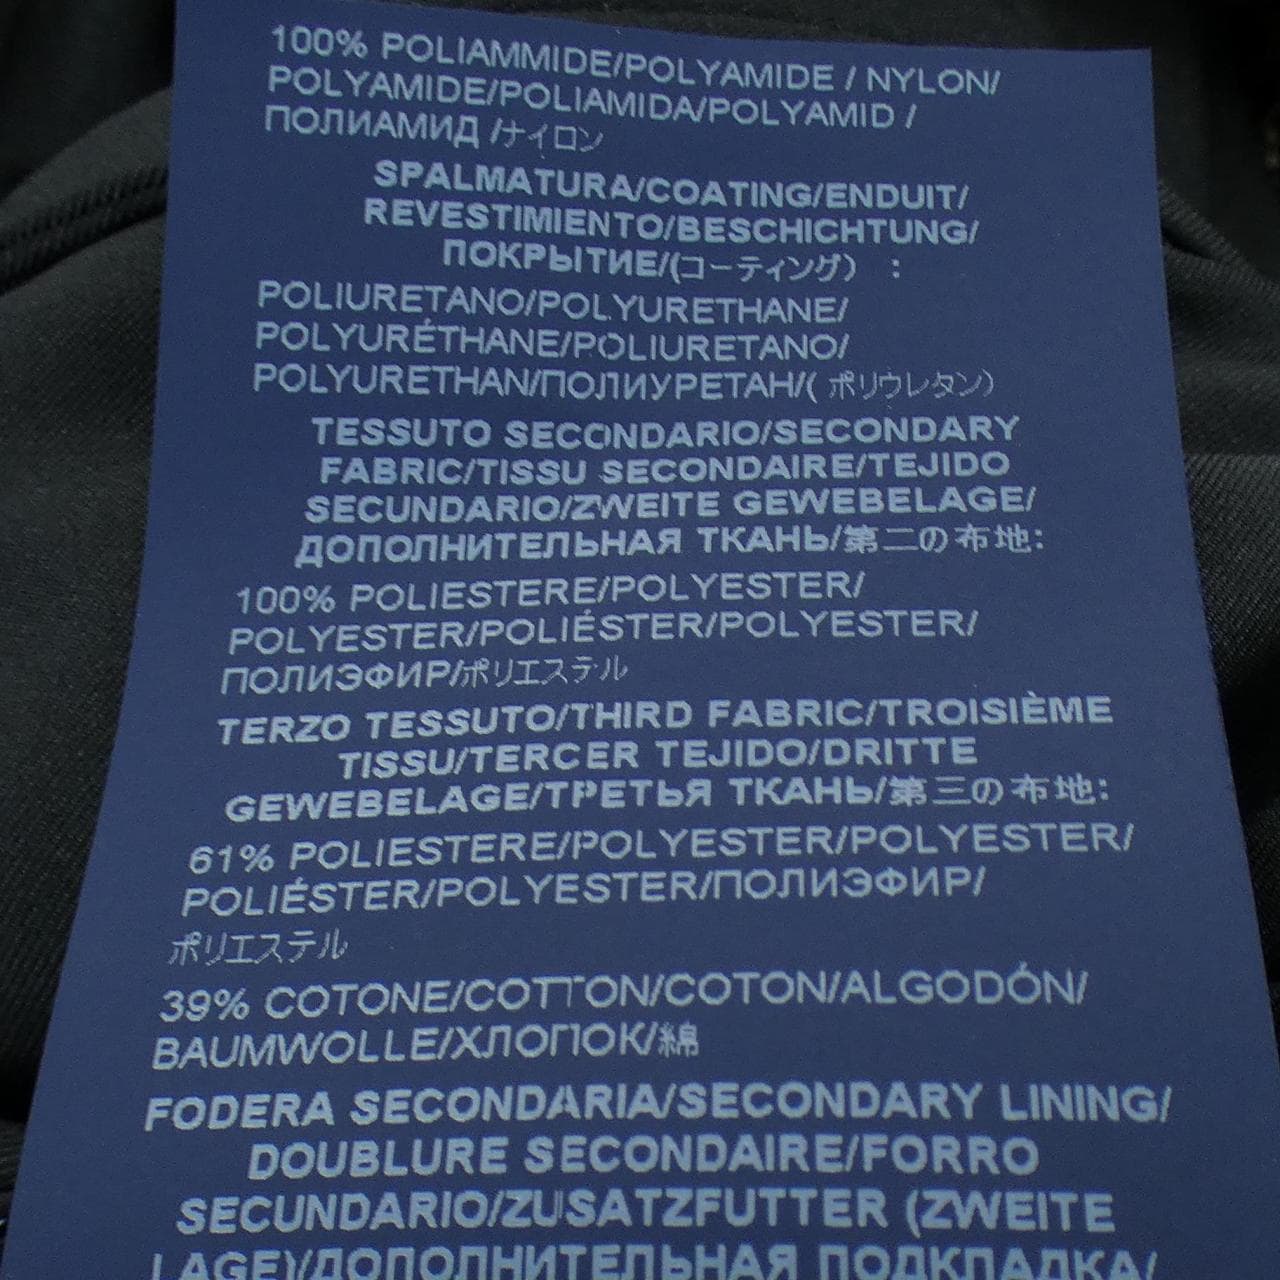 100% POLIAMMIDE/POLYAMIDE / NYLON/
POLYAMIDE/POLIAMIDA/POLYAMID /
ПОЛИАМИД /ナイロン
SPALMATURA/COATING/ENDUIT/
REVESTIMIENTO/BESCHICHTUNG/
ПОКРЫТИЕ/(コーティング) :
POLIURETANO/POLYURETHANE/
POLYURÉTHANE/POLIURETANO/
POLYURETHAN/ПОЛИУРЕТАН/( ポリウレタン)
TESSUTO SECONDARIO/SECONDARY
FABRIC/TISSU SECONDAIRE/TEJIDO
SECUNDARIO/ZWEITE GEWEBELAGE/
ДОПОЛНИТЕЛЬНАЯ ТКАНЬ/第二の布地:
100% POLIESTERE/POLYESTER/
POLYESTER/POLIÉSTER/POLYESTER/
ПОЛИЭФИР/ポリエステル
TERZO TESSUTO/THIRD FABRIC/TROISIÈME
TISSU/TERCER TEJIDO/DRITTE
GEWEBELAGE/ТРЕТЬЯ ТКАНЬ/第三の布地:
61% POLIESTERE/POLYESTER/POLYESTER/
POLIÉSTER/POLYESTER/ПОЛИЭФИР/
ポリエステル
39% COTONE/COTTON/COTON/ALGODÓN/
BAUMWOLLE/ХЛОПОК/綿
FODERA SECONDARIA/SECONDARY LINING/
DOUBLURE SECONDAIRE/FORRO
SECUNDARIO/ZUSATZFUTTER (ZWEITE
LAGE)/ДОПОЛНИТЕЛЬНАЯ ПОДКЛАДКА/